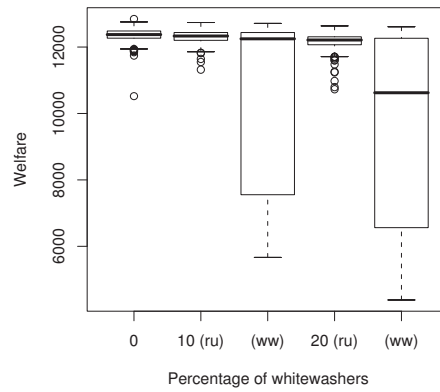 12000
10000
8000
6000
Welfare
0 10 (ru) (ww) 20 (ru) (ww)
Percentage of whitewashers